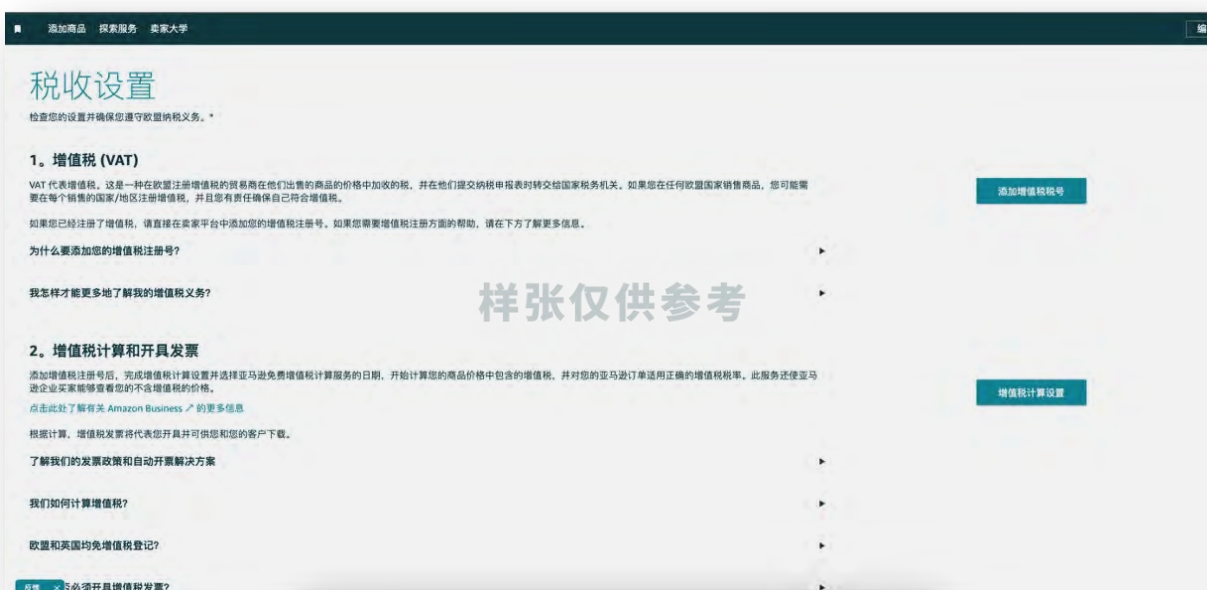 添加商品 探索服务 卖家大学
编
税收设置
检查您的设置并确保您遵守欧盟纳税义务。*
1。增值税 (VAT)
VAT 代表增值税。这是一种在欧盟注册增值税的贸易商在他们出售的商品的价格中加收的税，并在他们提交纳税申报表时转交给国家税务机关。如果您在任何欧盟国家销售商品，您可能需
要在每个销售的国家/地区注册增值税，并且您有责任确保自己符合增值税。
添加增值税税号
如果您已经注册了增值税，请直接在卖家平台中添加您的增值税注册号。如果您需要增值税注册方面的帮助，请在下方了解更多信息。
为什么要添加您的增值税注册号?
我怎样才能更多地了解我的增值税义务?
样张仅供参考
2。增值税计算和开具发票
添加增值税注册号后，完成增值税计算设置并选择亚马逊免费增值税计算服务的日期，开始计算您的商品价格中包含的增值税，并对您的亚马逊订单适用正确的增值税税率。此服务还使亚马
逊企业买家能够查看您的不含增值税的价格。
增值税计算设置
点击此处了解有关 Amazon Business 的更多信息
根据计算，增值税发票将代表您开具并可供您和您的客户下载。
了解我们的发票政策和自动开票解决方案
我们如何计算增值税?
欧盟和英国均免增值税登记?
反馈 ×
必须开具增值税发票?